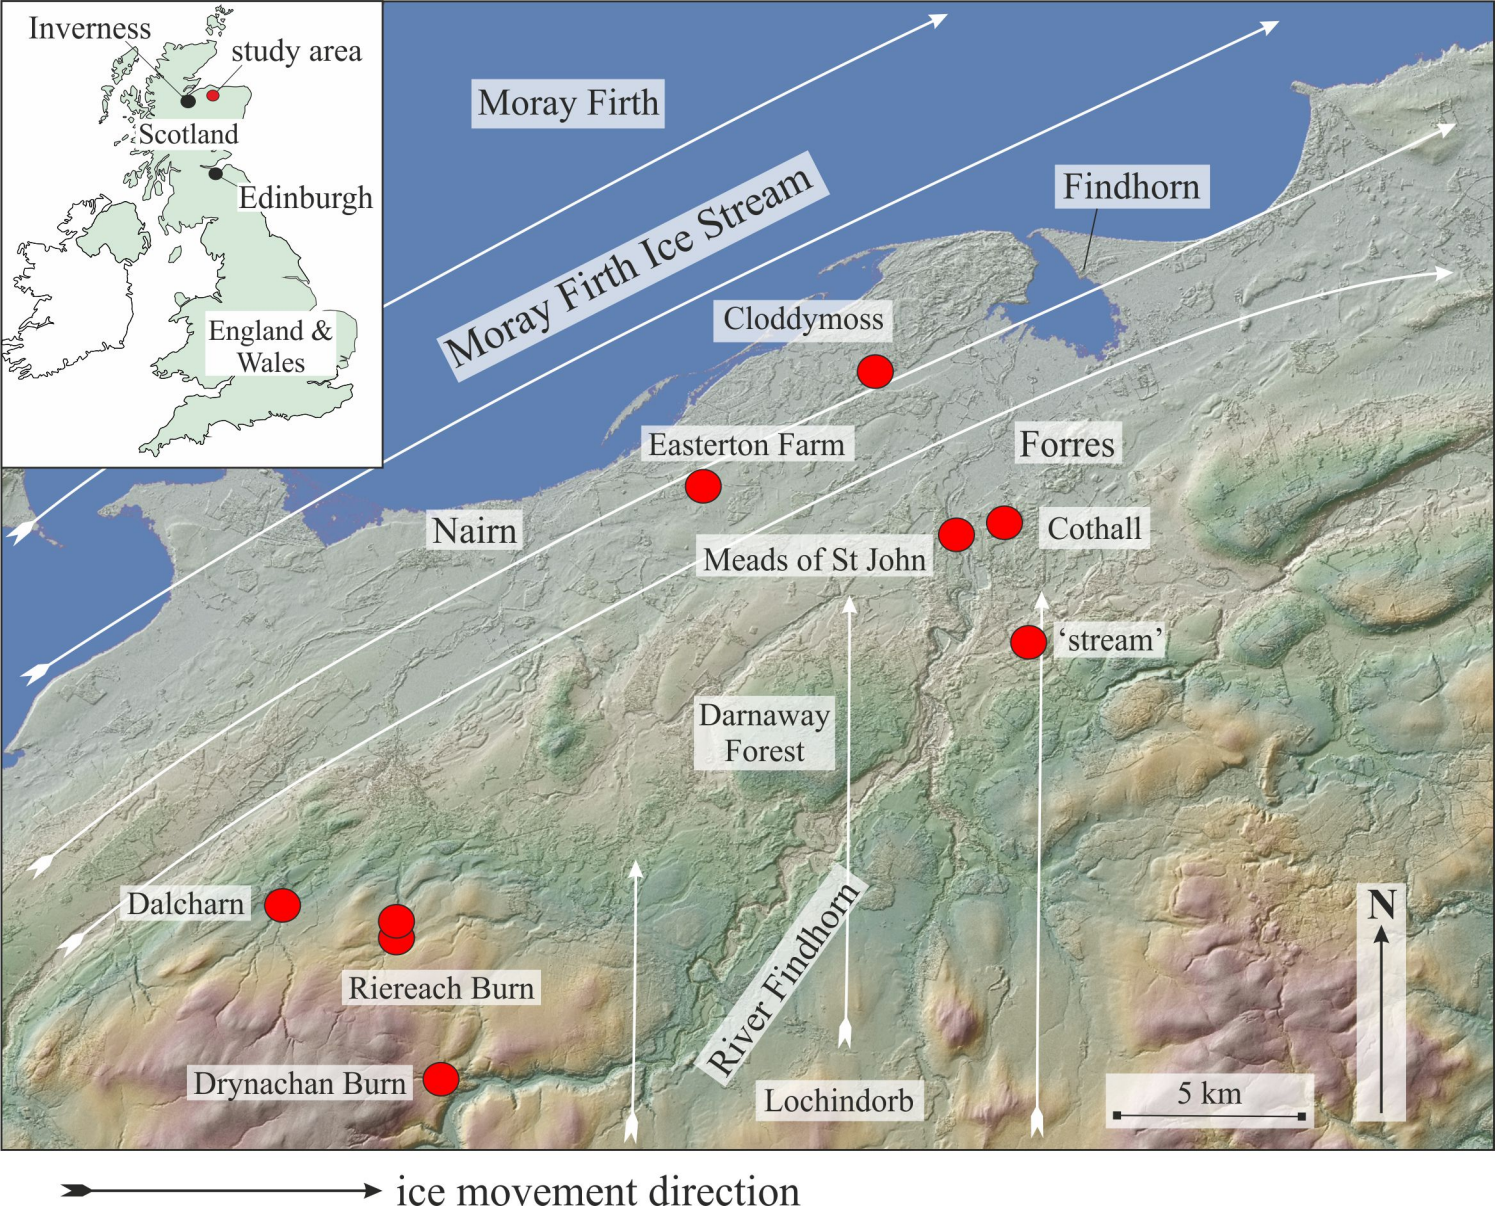 Inverness
study area
Scotland
Edinburgh
England &
Wales
Moray Firth
Moray Firth Ice Stream
Findhorn
Cloddymoss
Easterton Farm
Forres
Nairn
Cothall
Meads of St John
‘stream’
Darnaway
Forest
Dalcharn
River Findhorn
N
Riereach Burn
Drynachan Burn
Lochindorb
5 km
ice movement direction